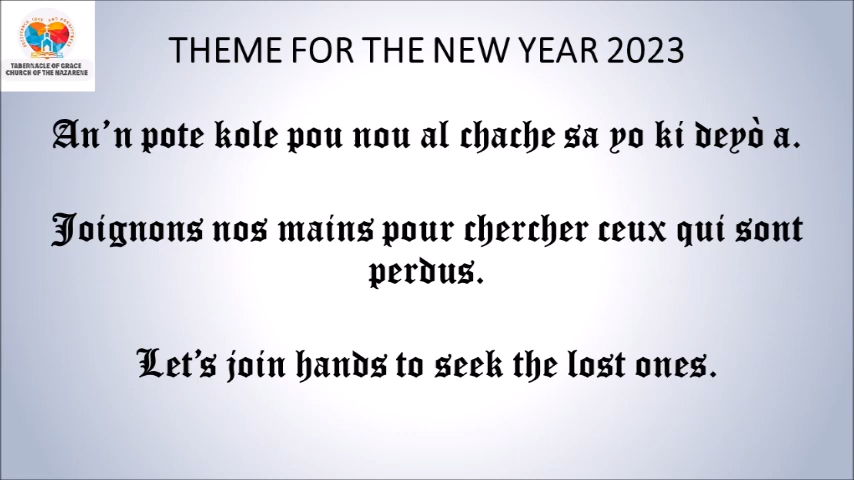 TABERNACLE OF GRACE
CHURCH OF THE NAZARENE
THEME FOR THE NEW YEAR 2023
An'n pote kole pou nou al chache sa yo ki deyò a.
Joignons nos mains pour chercher ceux qui sont
perdus.
Let's join hands to seek the lost ones.